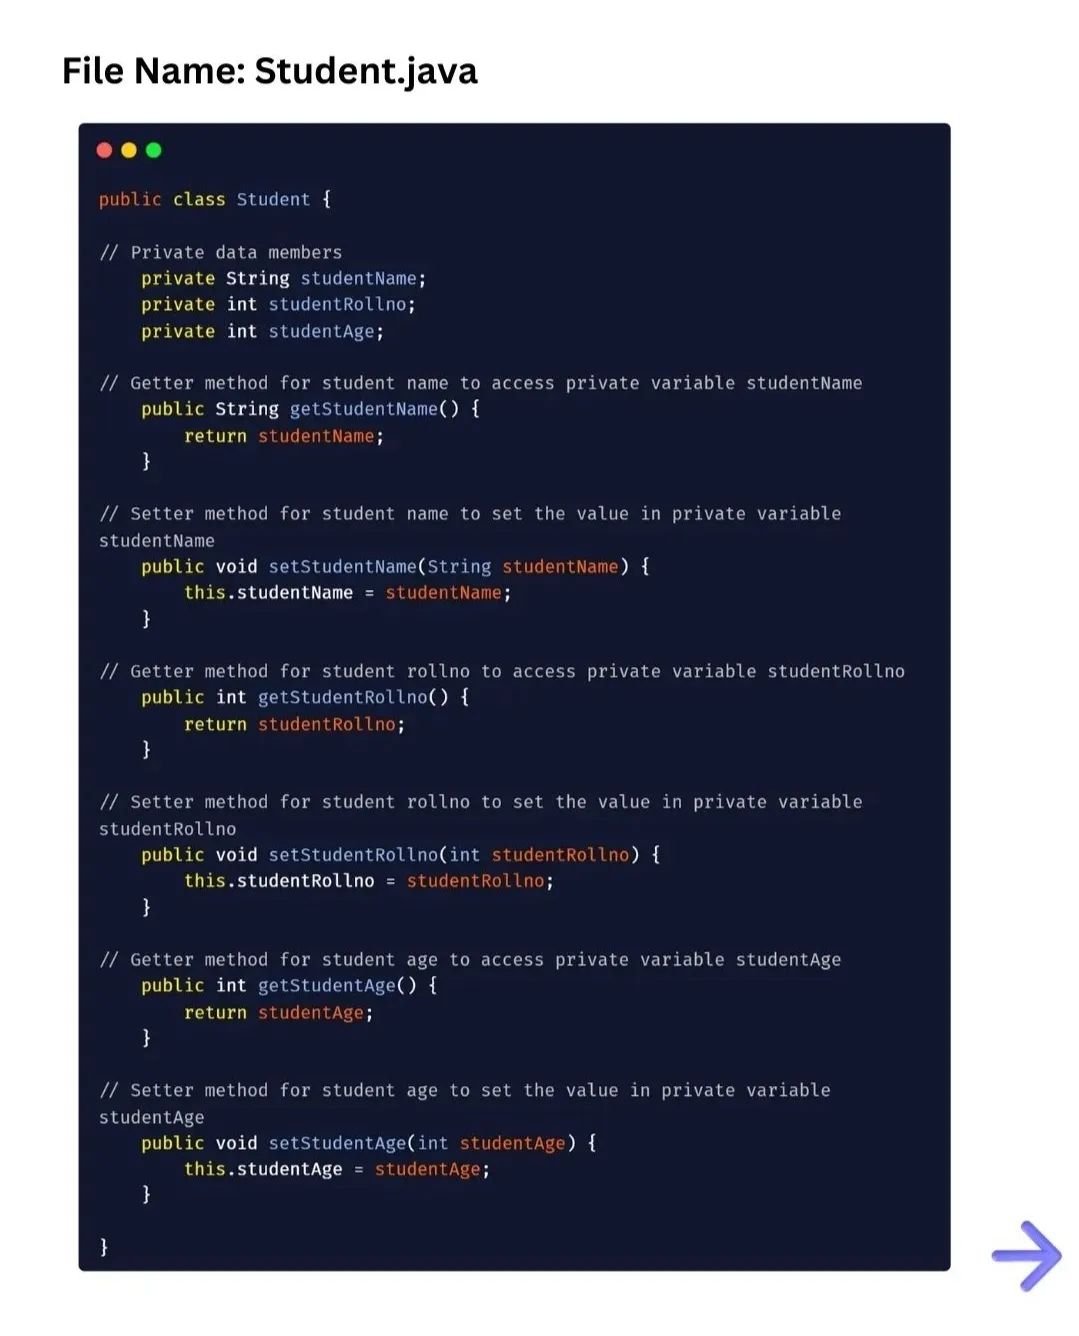 File Name: Student.java
public class Student {
// Private data members
private String studentName;
private int studentRollno;
private int studentAge;
// Getter method for student name to access private variable studentName
public String getStudentName() {
return studentName;
}
// Setter method for student name to set the value in private variable
studentName
public void setStudentName(String studentName) {
this.studentName = studentName;
}
// Getter method for student rollno to access private variable studentRollno
public int getStudentRollno() {
return studentRollno;
}
// Setter method for student rollno to set the value in private variable
studentRollno
public void setStudentRollno(int studentRollno) {
this.studentRollno = studentRollno;
}
// Getter method for student age to access private variable studentAge
public int getStudentAge() {
return studentAge;
}
// Setter method for student age to set the value in private variable
studentAge
public void setStudentAge(int studentAge) {
this.studentAge = studentAge;
}
}